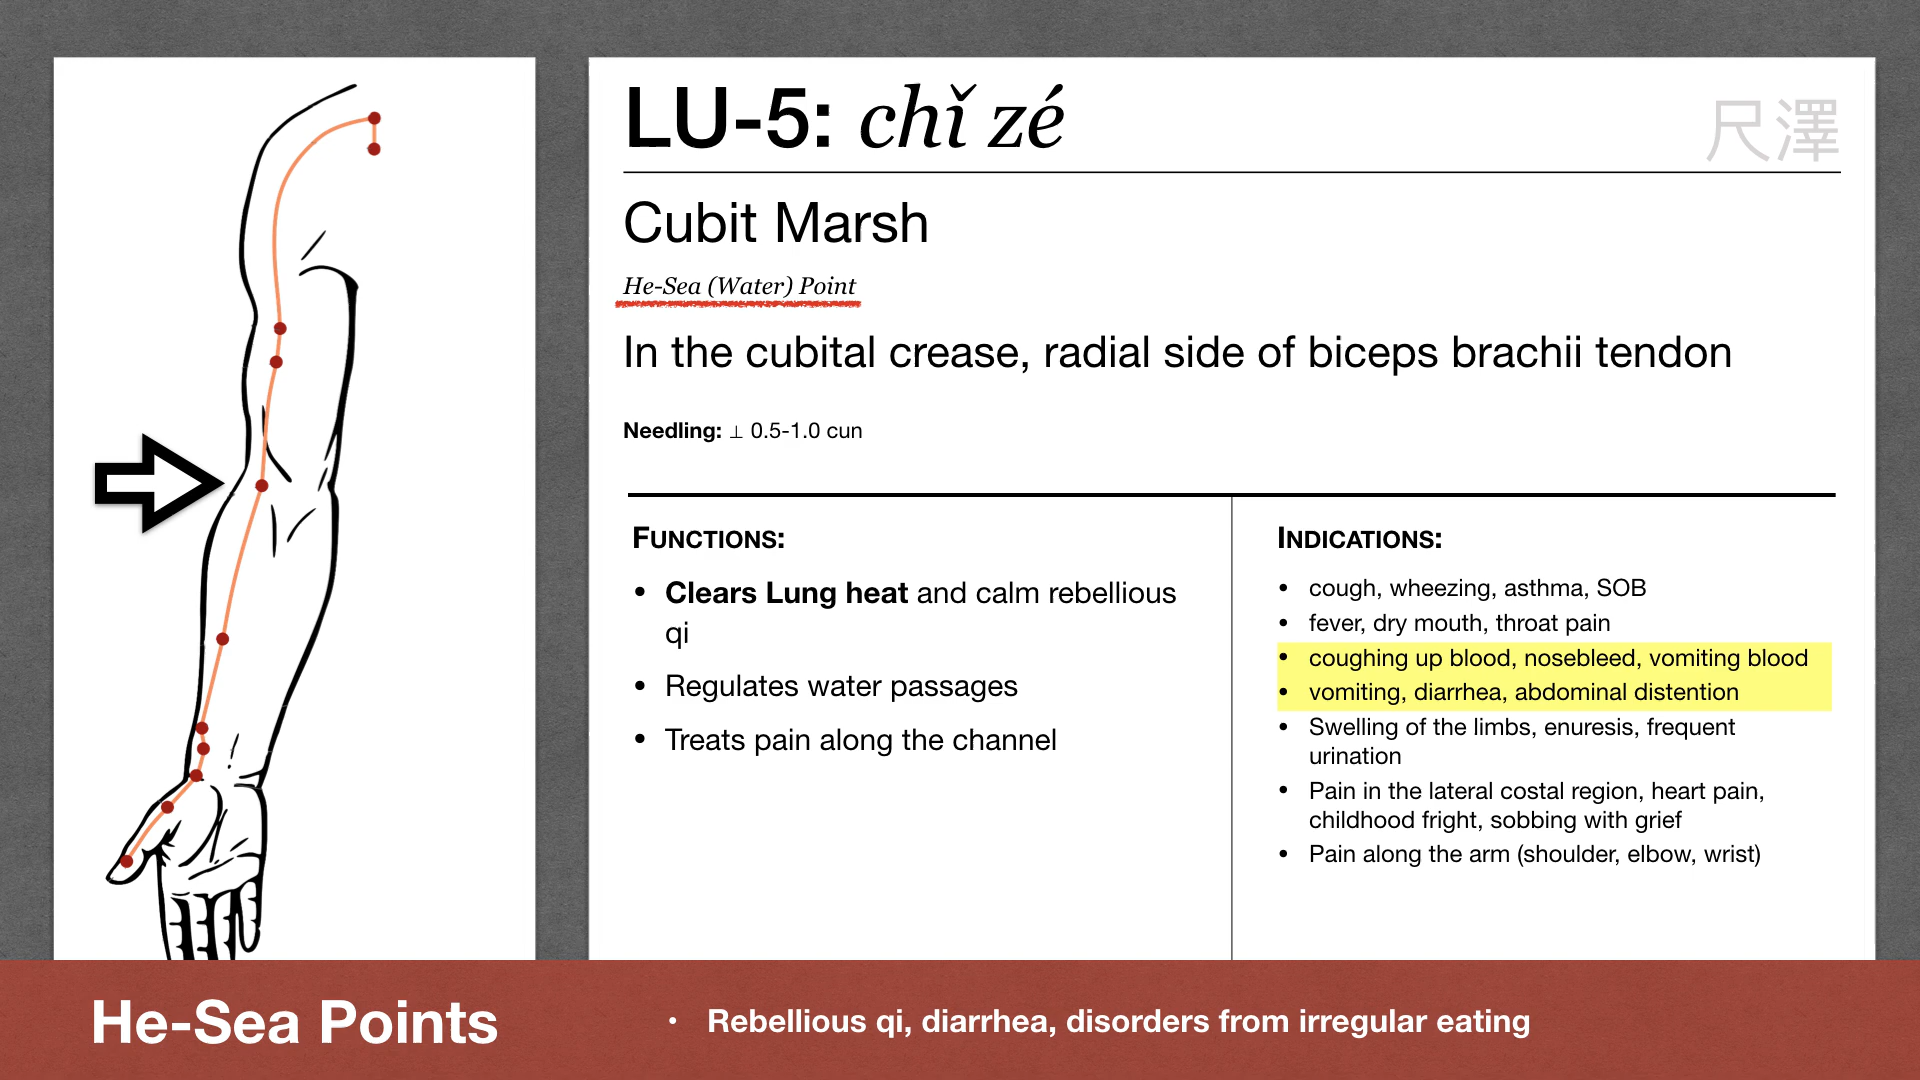 LU-5: chǐ zé
尺澤
Cubit Marsh
He-Sea (Water) Point
In the cubital crease, radial side of biceps brachii tendon
Needling: ⊥ 0.5-1.0 cun
FUNCTIONS:
• Clears Lung heat and calm rebellious
qi
• Regulates water passages
• Treats pain along the channel
INDICATIONS:
• cough, wheezing, asthma, SOB
• fever, dry mouth, throat pain
• coughing up blood, nosebleed, vomiting blood
• vomiting, diarrhea, abdominal distention
• Swelling of the limbs, enuresis, frequent
urination
• Pain in the lateral costal region, heart pain,
childhood fright, sobbing with grief
• Pain along the arm (shoulder, elbow, wrist)
He-Sea Points
• Rebellious qi, diarrhea, disorders from irregular eating